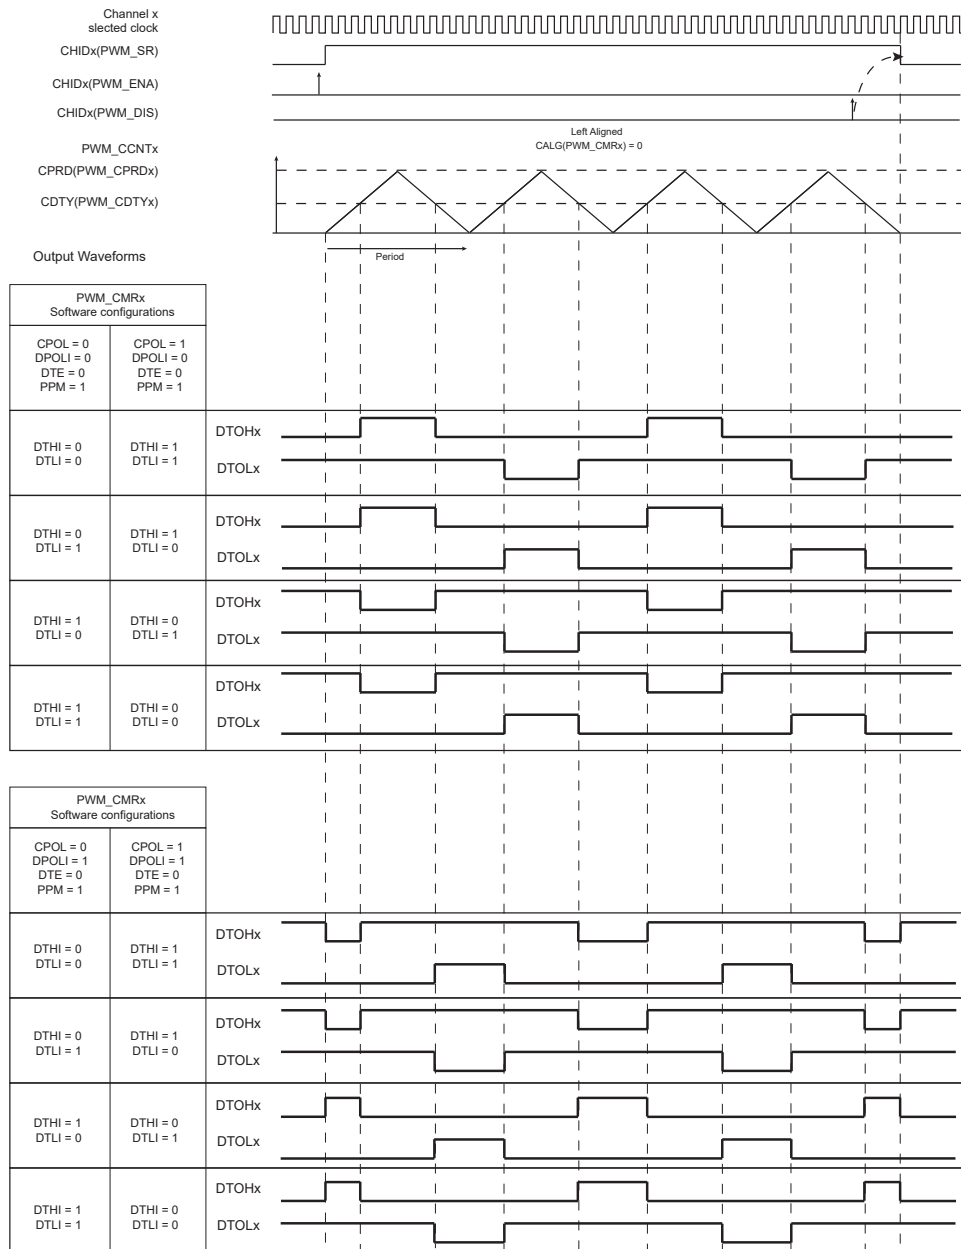 Channel x
slected clock
CHIDx(PWM_SR)
CHIDx(PWM_ENA)
CHIDx(PWM_DIS)
Left Aligned
CALG(PWM_CMRx) = 0
PWM_CCNTx
CPRD(PWM_CPRDx)
CDTY(PWM_CDTYx)
Period
Output Waveforms
PWM_CMRx
Software configurations
CPOL = 0
DPOLI = 0
DTE = 0
PPM = 1
CPOL = 1
DPOLI = 0
DTE = 0
PPM = 1
DTHI = 0
DTLI = 0
DTHI = 1
DTLI = 1
DTOHx
DTOLx
DTHI = 0
DTLI = 1
DTHI = 1
DTLI = 0
DTOHx
DTOLx
DTHI = 1
DTLI = 0
DTHI = 0
DTLI = 1
DTOHx
DTOLx
DTHI = 1
DTLI = 1
DTHI = 0
DTLI = 0
DTOHx
DTOLx
PWM_CMRx
Software configurations
CPOL = 0
DPOLI = 1
DTE = 0
PPM = 1
CPOL = 1
DPOLI = 1
DTE = 0
PPM = 1
DTHI = 0
DTLI = 0
DTHI = 1
DTLI = 1
DTOHx
DTOLx
DTHI = 0
DTLI = 1
DTHI = 1
DTLI = 0
DTOHx
DTOLx
DTHI = 1
DTLI = 0
DTHI = 0
DTLI = 1
DTOHx
DTOLx
DTHI = 1
DTLI = 1
DTHI = 0
DTLI = 0
DTOHx
DTOLx